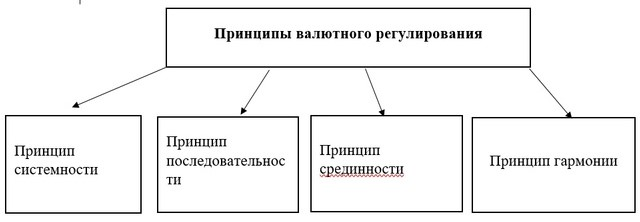 Принципы валютного регулирования
Принцип
системности
Принцип
последовательнос
ти
Принцип
срединности
Принцип гармонии